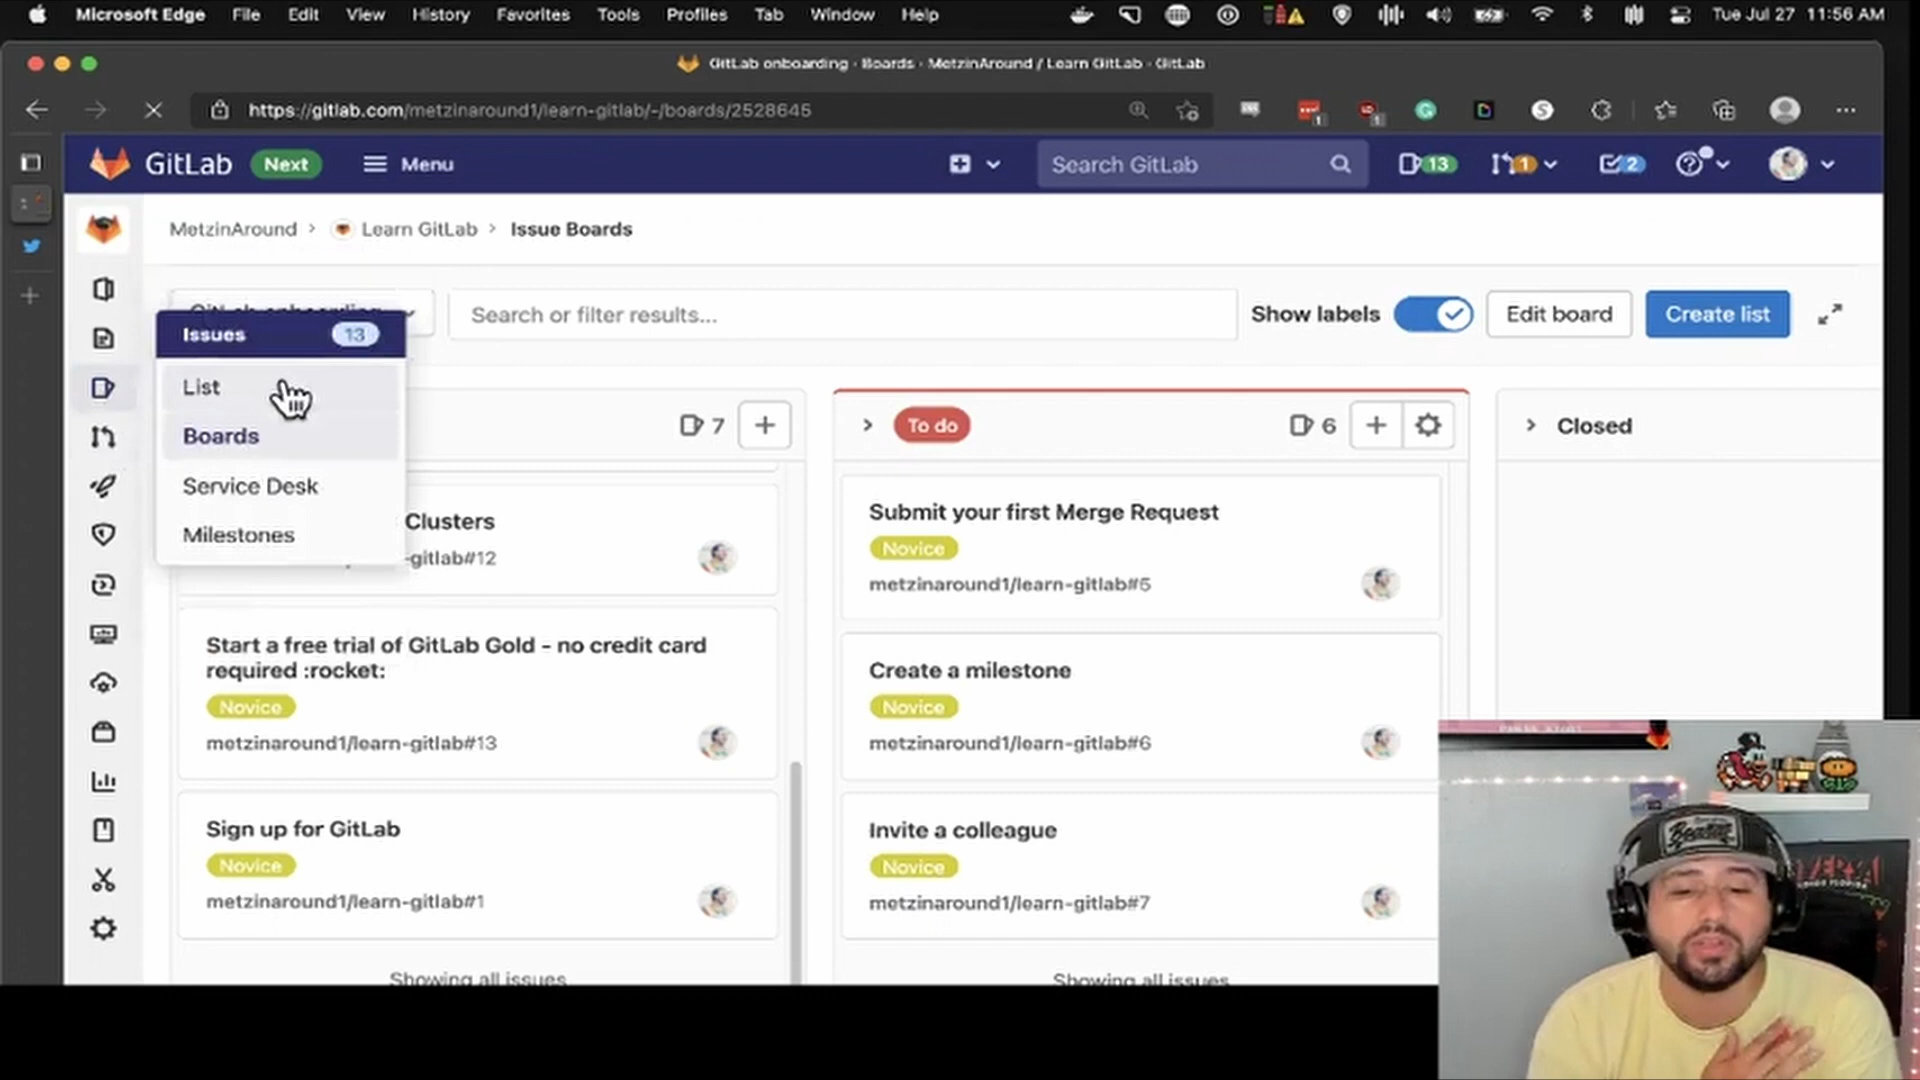 Microsoft Edge File Edit View History Favorites Tools Profiles Tab Window Help Tue Jul 27 11:56 AM
GitLab onboarding · Boards · MetzinAround / Learn GitLab · GitLab
https://gitlab.com/metzinaround1/learn-gitlab/-/boards/2528645
GitLab Next Menu Search GitLab 13 1 2
MetzinAround > Learn GitLab > Issue Boards
GitLab onboarding Search or filter results... Show labels Edit board Create list
Issues 13
List
Boards
Service Desk
Milestones
7
To do 6
Closed
Clusters
-gitlab#12
Start a free trial of GitLab Gold - no credit card
required :rocket:
Novice
metzinaround1/learn-gitlab#13
Sign up for GitLab
Novice
metzinaround1/learn-gitlab#1
Showing all issues
Submit your first Merge Request
Novice
metzinaround1/learn-gitlab#5
Create a milestone
Novice
metzinaround1/learn-gitlab#6
Invite a colleague
Novice
metzinaround1/learn-gitlab#7
Showing all issues